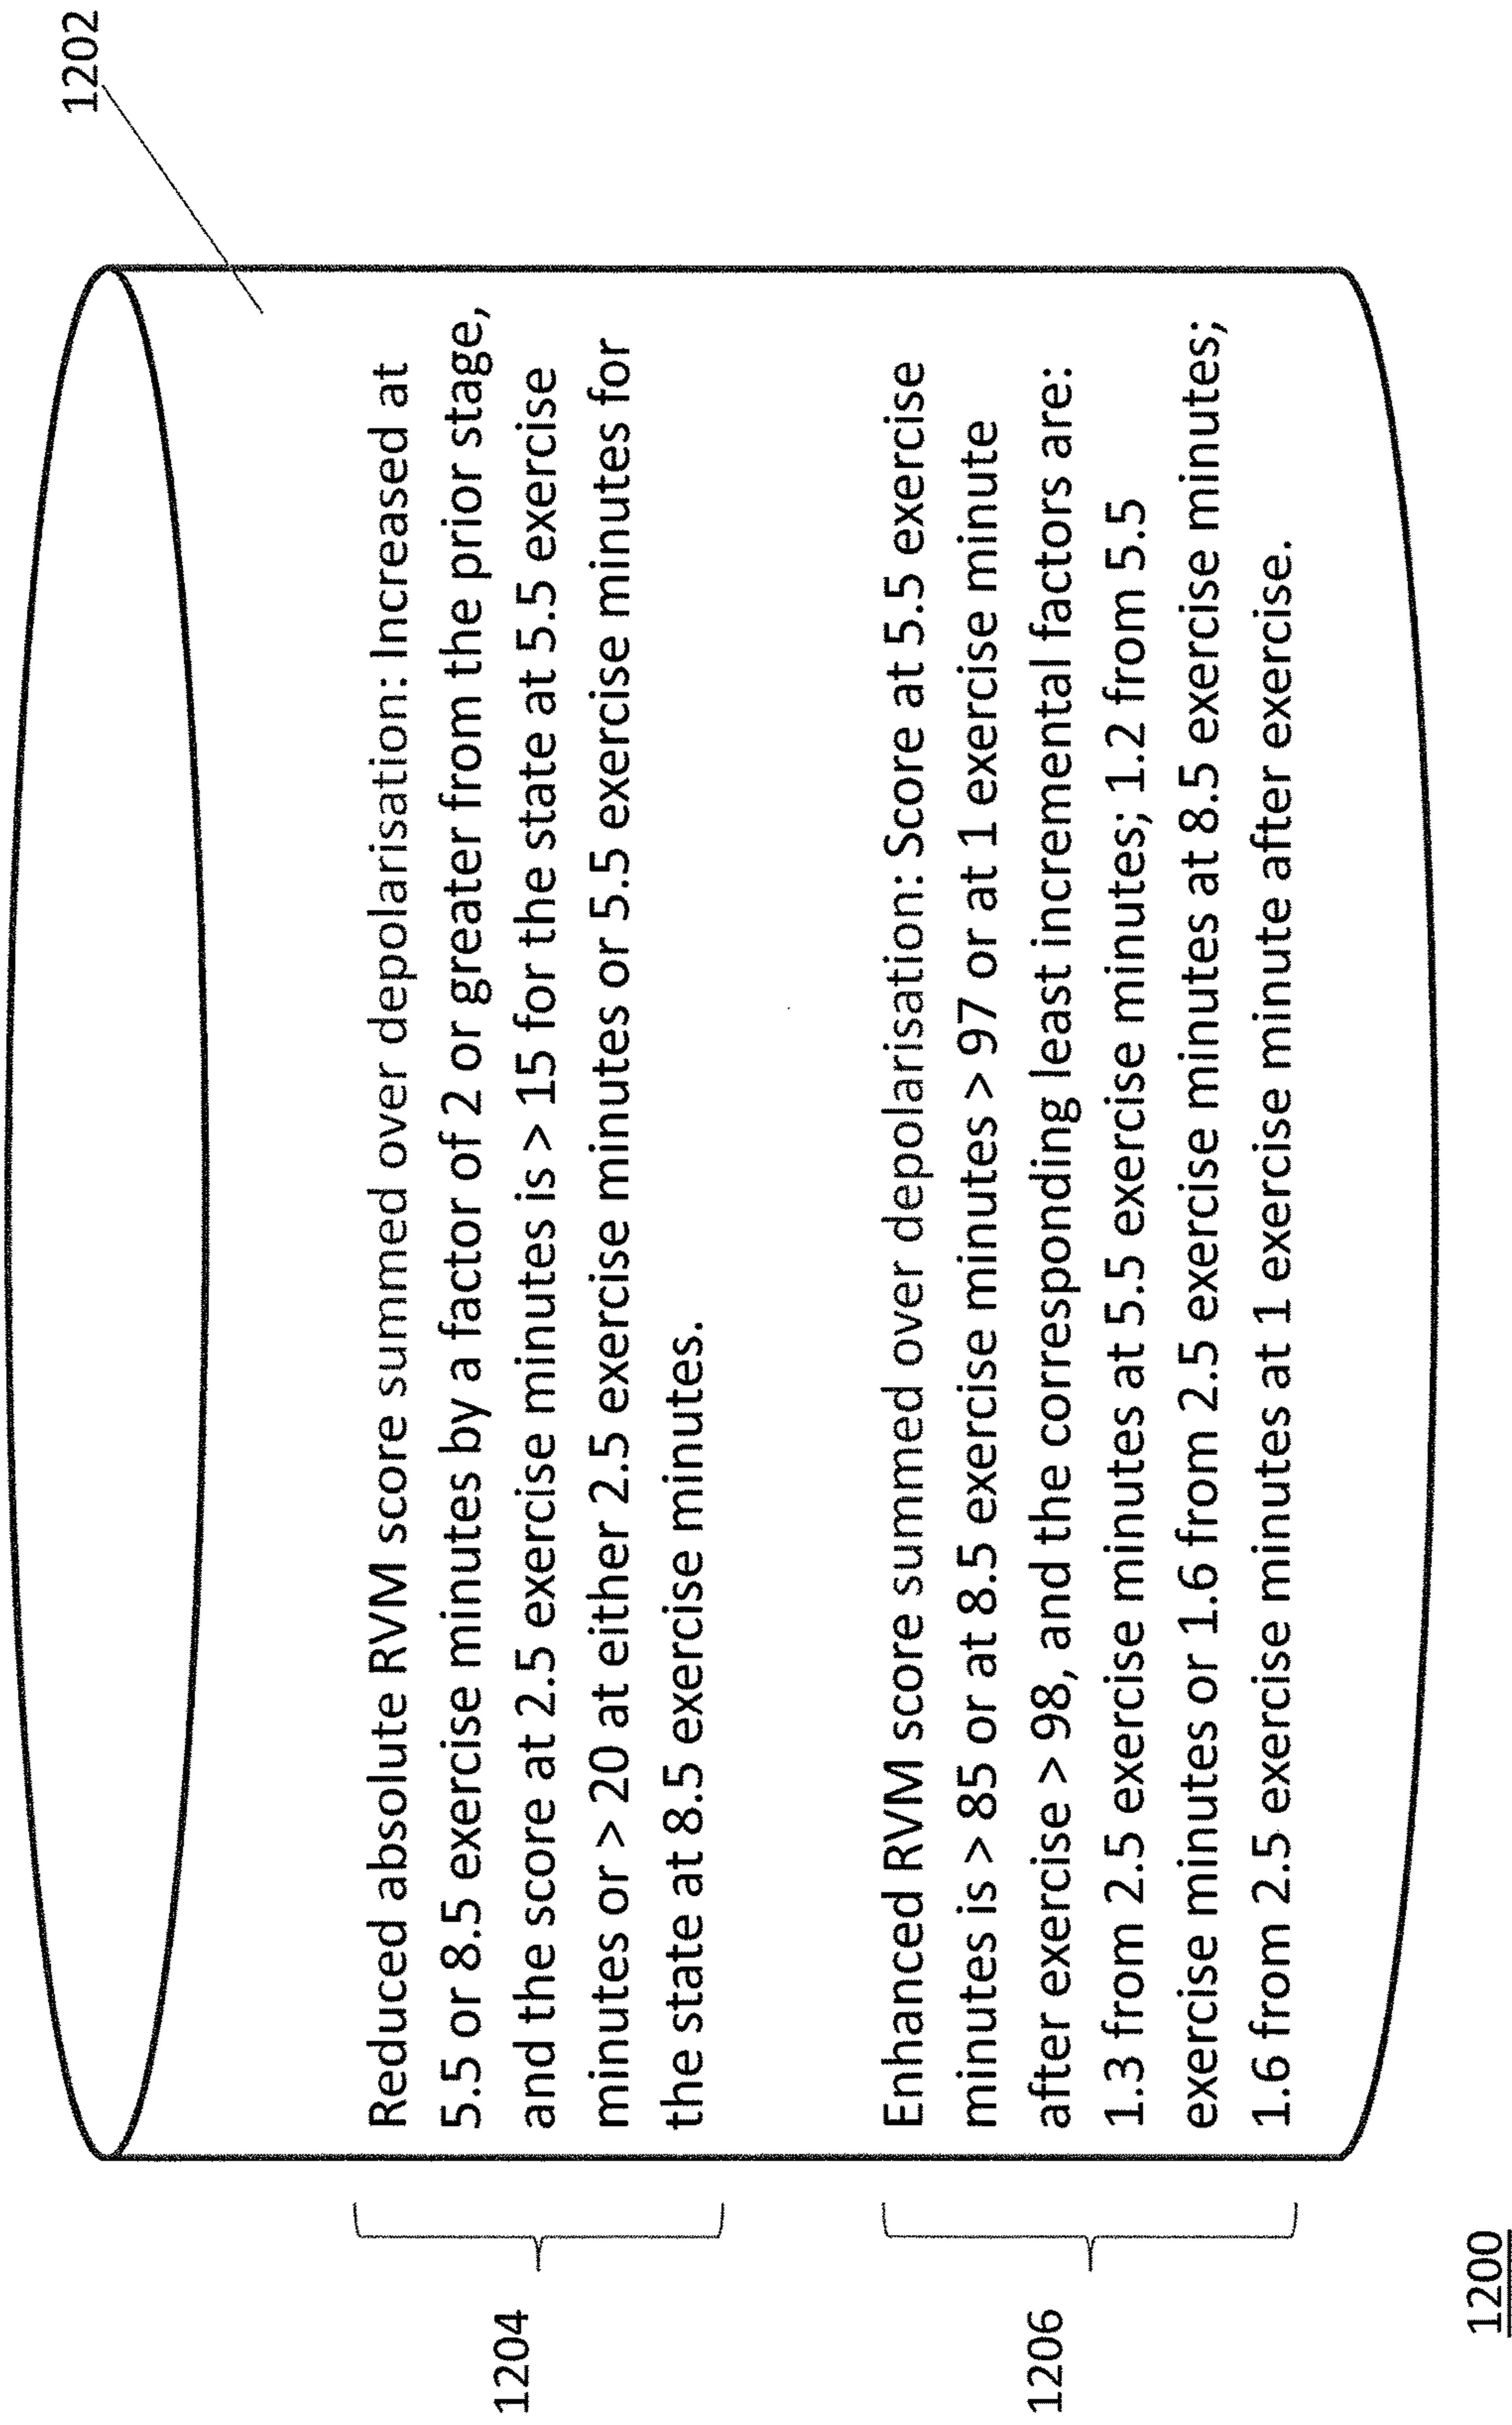 1202
1204
Reduced absolute RVM score summed over depolarisation: Increased at
5.5 or 8.5 exercise minutes by a factor of 2 or greater from the prior stage,
and the score at 2.5 exercise minutes is > 15 for the state at 5.5 exercise
minutes or > 20 at either 2.5 exercise minutes or 5.5 exercise minutes for
the state at 8.5 exercise minutes.
1206
Enhanced RVM score summed over depolarisation: Score at 5.5 exercise
minutes is > 85 or at 8.5 exercise minutes > 97 or at 1 exercise minute
after exercise > 98, and the corresponding least incremental factors are:
1.3 from 2.5 exercise minutes at 5.5 exercise minutes; 1.2 from 5.5
exercise minutes or 1.6 from 2.5 exercise minutes at 8.5 exercise minutes;
1.6 from 2.5 exercise minutes at 1 exercise minute after exercise.
1200